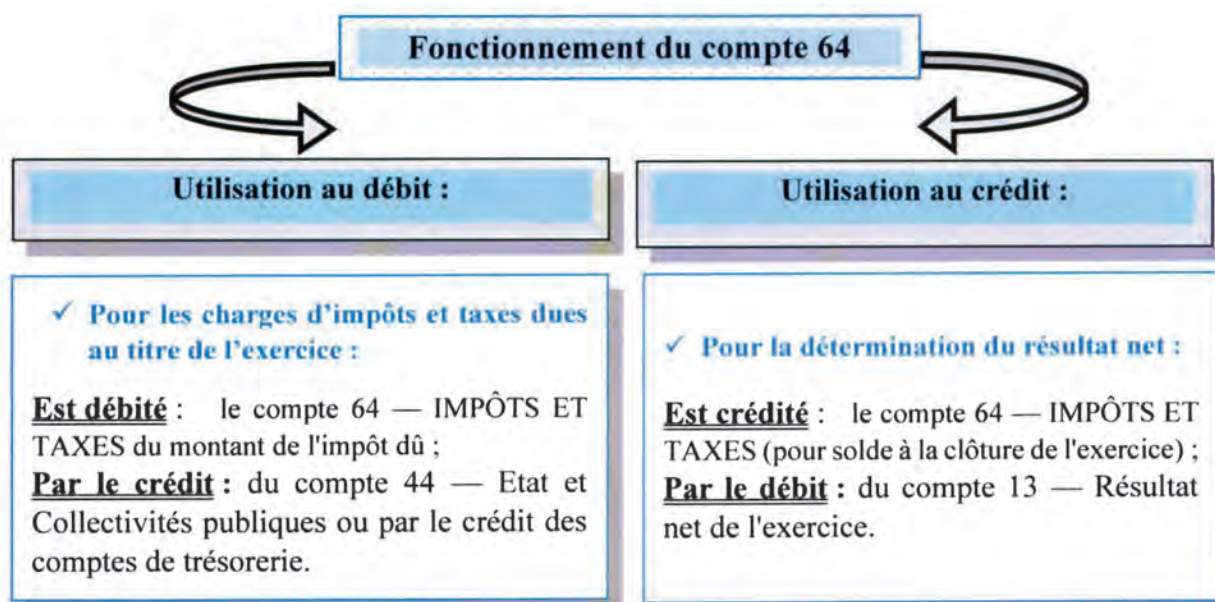 Fonctionnement du compte 64
Utilisation au débit :
✓ Pour les charges d'impôts et taxes dues
au titre de l'exercice :
Est débité : le compte 64 — IMPÔTS ET
TAXES du montant de l'impôt dû ;
Par le crédit : du compte 44 — Etat et
Collectivités publiques ou par le crédit des
comptes de trésorerie.
Utilisation au crédit :
✓ Pour la détermination du résultat net :
Est crédité : le compte 64 — IMPÔTS ET
TAXES (pour solde à la clôture de l'exercice) ;
Par le débit : du compte 13 — Résultat
net de l'exercice.